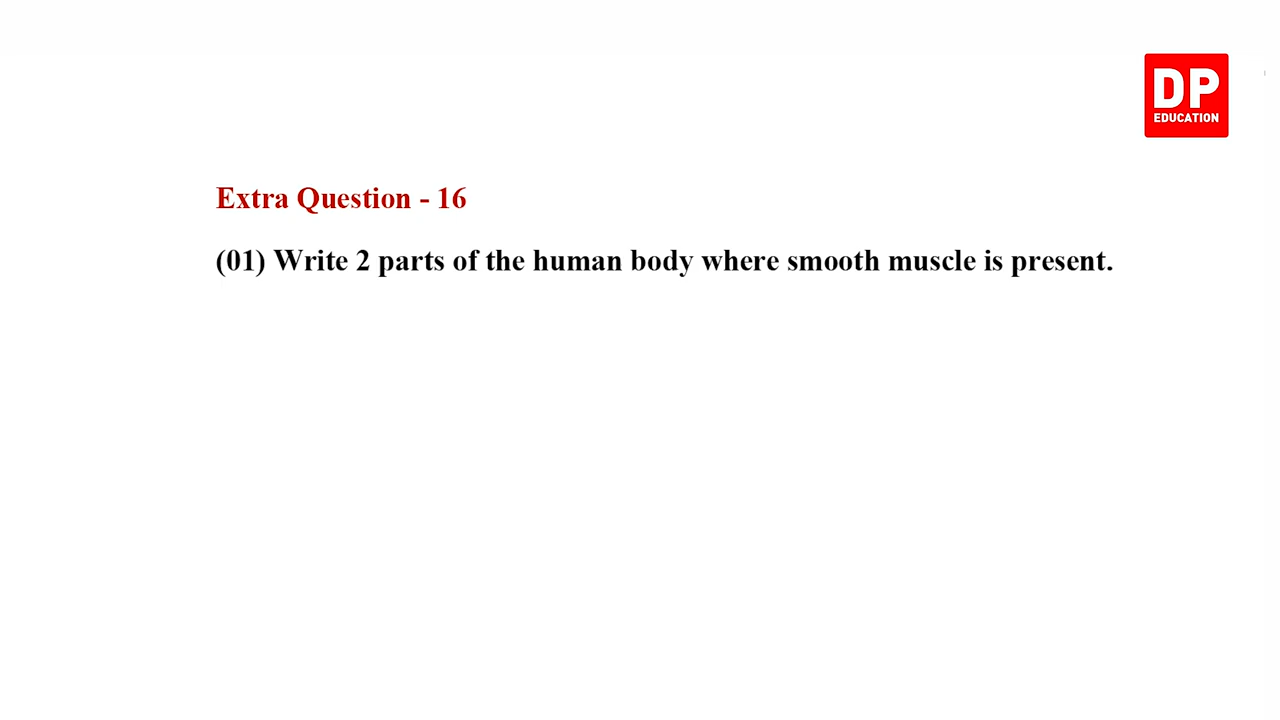 DP
EDUCATION
Extra Question - 16
(01) Write 2 parts of the human body where smooth muscle is present.